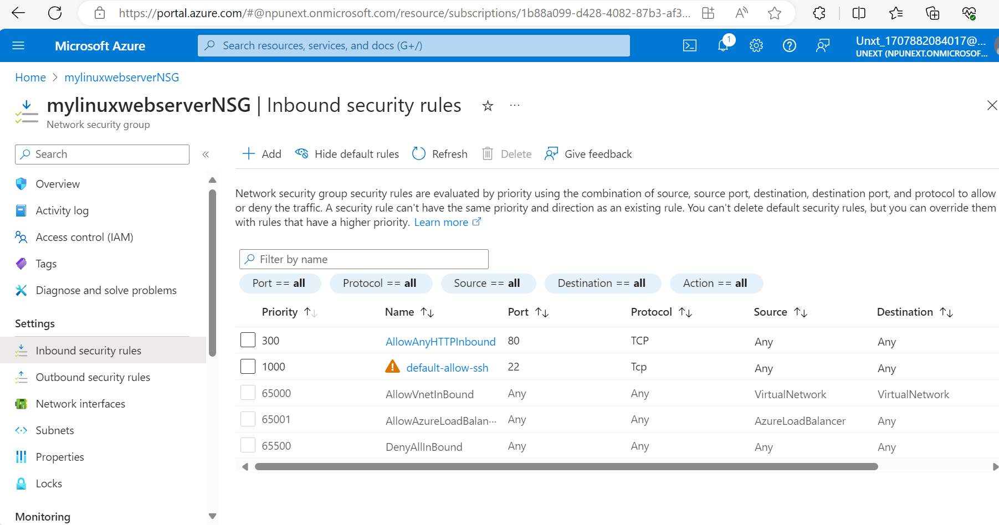 https://portal.azure.com/#@npunext.onmicrosoft.com/resource/subscriptions/1b88a099-d428-4082-87b3-af3...
Microsoft Azure
Search resources, services, and docs (G+/)
1
Unxt_1707882084017@...
UNEXT (NPUNEXT.ONMICROSOF...
Home > mylinuxwebserverNSG
mylinuxwebserverNSG | Inbound security rules
Network security group
Search
Overview
Activity log
Access control (IAM)
Tags
Diagnose and solve problems
Settings
Inbound security rules
Outbound security rules
Network interfaces
Subnets
Properties
Locks
Monitoring
Add Hide default rules Refresh Delete Give feedback
Network security group security rules are evaluated by priority using the combination of source, source port, destination, destination port, and protocol to allow
or deny the traffic. A security rule can't have the same priority and direction as an existing rule. You can't delete default security rules, but you can override them
with rules that have a higher priority. Learn more
Filter by name
Port == all Protocol == all Source == all Destination == all Action == all
Priority Name Port Protocol Source Destination
300 AllowAnyHTTPInbound 80 TCP Any Any
1000 default-allow-ssh 22 Tcp Any Any
65000 AllowVnetInBound Any Any VirtualNetwork VirtualNetwork
65001 AllowAzureLoadBalan... Any Any AzureLoadBalancer Any
65500 DenyAllInBound Any Any Any Any